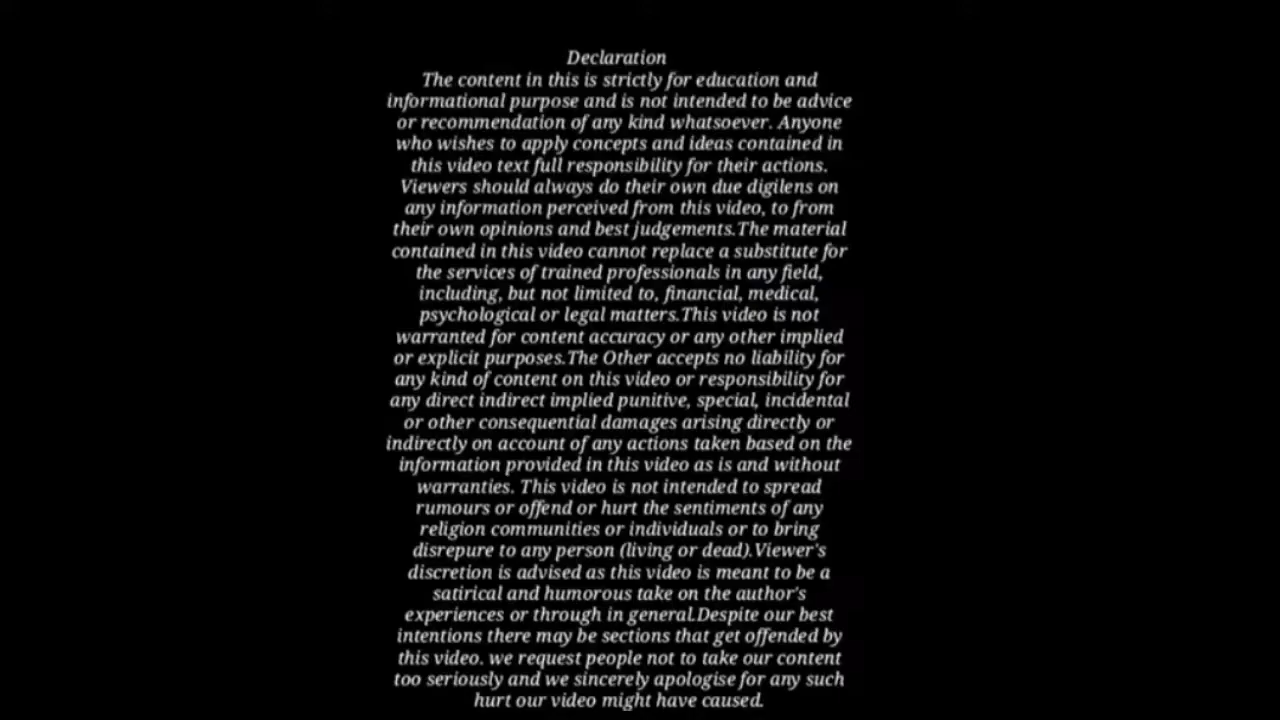 Declaration
The content in this is strictly for education and
informational purpose and is not intended to be advice
or recommendation of any kind whatsoever. Anyone
who wishes to apply concepts and ideas contained in
this video text full responsibility for their actions.
Viewers should always do their own due digilens on
any information perceived from this video, to from
their own opinions and best judgements.The material
contained in this video cannot replace a substitute for
the services of trained professionals in any field,
including, but not limited to, financial, medical,
psychological or legal matters.This video is not
warranted for content accuracy or any other implied
or explicit purposes.The Other accepts no liability for
any kind of content on this video or responsibility for
any direct indirect implied punitive, special, incidental
or other consequential damages arising directly or
indirectly on account of any actions taken based on the
information provided in this video as is and without
warranties. This video is not intended to spread
rumours or offend or hurt the sentiments of any
religion communities or individuals or to bring
disrepure to any person (living or dead).Viewer's
discretion is advised as this video is meant to be a
satirical and humorous take on the author's
experiences or through in general.Despite our best
intentions there may be sections that get offended by
this video. we request people not to take our content
too seriously and we sincerely apologise for any such
hurt our video might have caused.